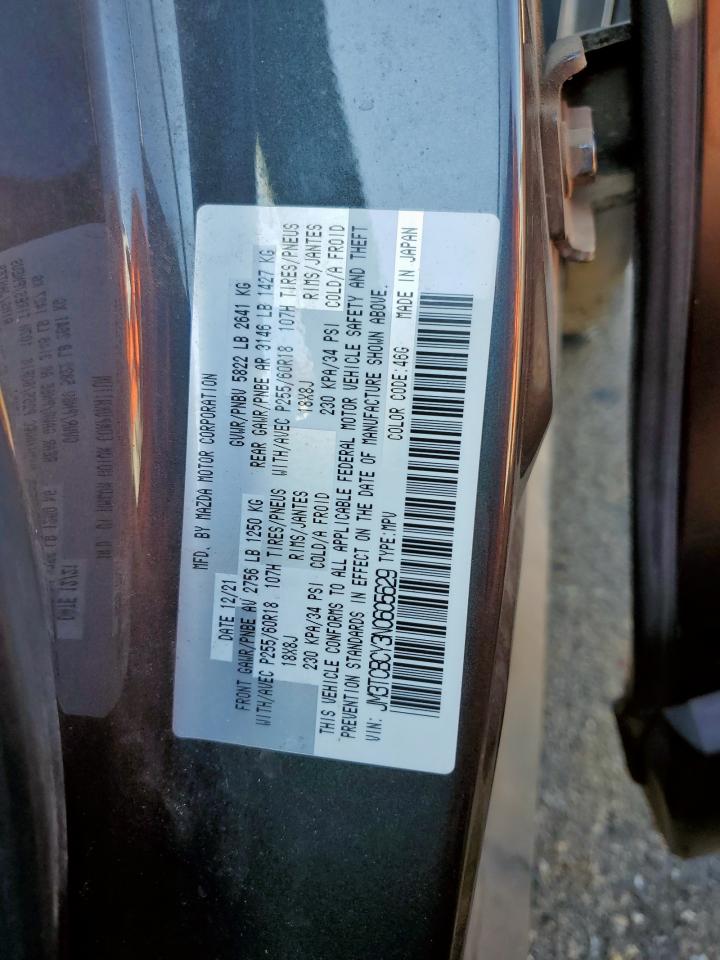 MFD. BY MAZDA MOTOR CORPORATION
DATE 12/21 GVWR/PNBV 5822 LB 2641 KG
FRONT GAWR/PNBE AV 2756 LB 1250 KG REAR GAWR/PNBE AR 3146 LB 1427 KG
WITH/AVEC P255/60R18 107H TIRES/PNEUS WITH/AVEC P255/60R18 107H TIRES/PNEUS
18X8J RIMS/JANTES 18X8J RIMS/JANTES
230 KPA/34 PSI COLD/A FROID 230 KPA/34 PSI COLD/A FROID
THIS VEHICLE CONFORMS TO ALL APPLICABLE FEDERAL MOTOR VEHICLE SAFETY AND THEFT
PREVENTION STANDARDS IN EFFECT ON THE DATE OF MANUFACTURE SHOWN ABOVE.
VIN: JM3TCBCY3N0605629 TYPE:MPV COLOR CODE:46G MADE IN JAPAN